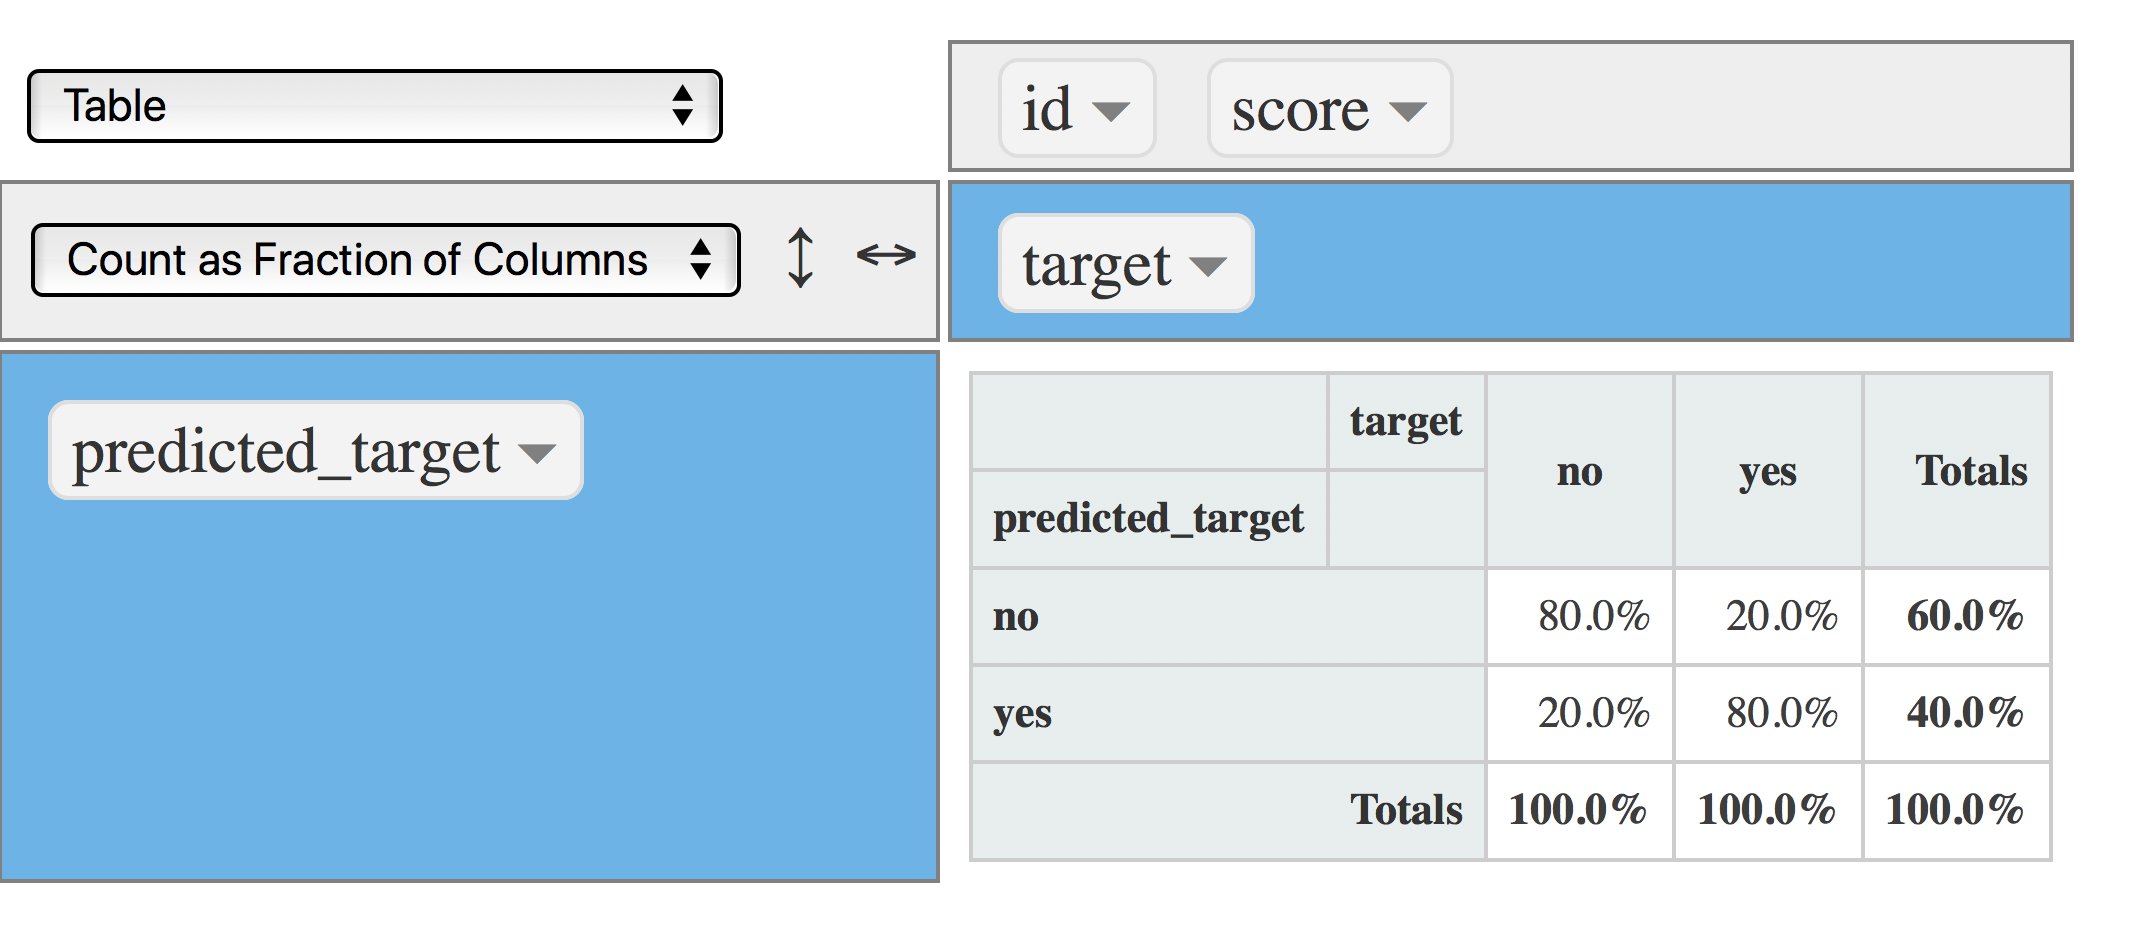 Table
id score
Count as Fraction of Columns ↕ ⇔
target
predicted_target
target
no yes Totals
predicted_target
no 80.0% 20.0% 60.0%
yes 20.0% 80.0% 40.0%
Totals 100.0% 100.0% 100.0%